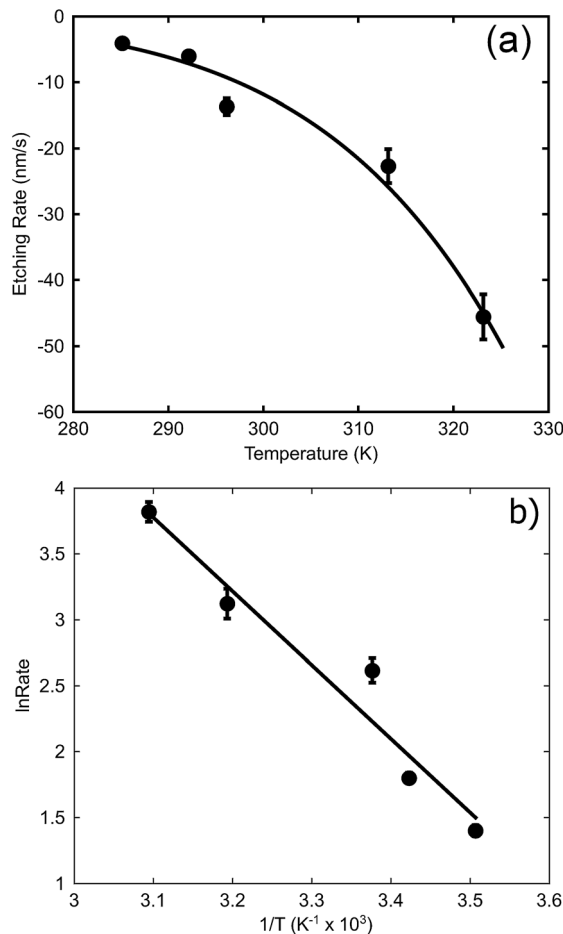 (a)
0
-10
-20
-30
-40
-50
-60
Etching Rate (nm/s)
280 290 300 310 320 330
Temperature (K)
b)
4
3.5
3
2.5
2
1.5
1
lnRate
3 3.1 3.2 3.3 3.4 3.5 3.6
1/T (K⁻¹ x 10³)